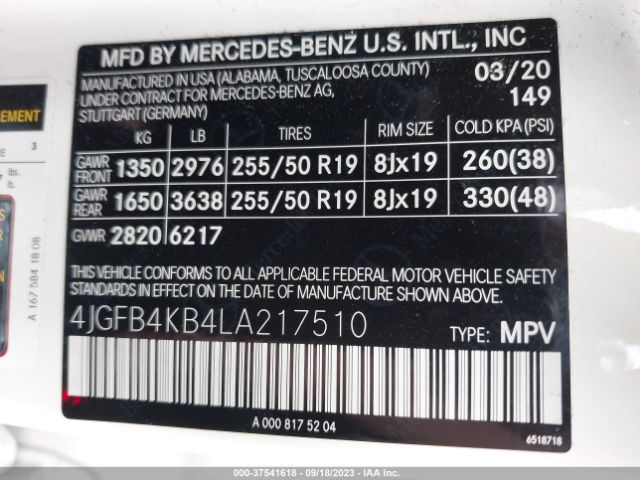 MFD BY MERCEDES-BENZ U.S. INTL., INC
MANUFACTURED IN USA (ALABAMA, TUSCALOOSA COUNTY) 03/20
UNDER CONTRACT FOR MERCEDES-BENZ AG, 149
STUTTGART (GERMANY)
KG LB TIRES RIM SIZE COLD KPA (PSI)
GAWR FRONT 1350 2976 255/50 R19 8Jx19 260(38)
GAWR REAR 1650 3638 255/50 R19 8Jx19 330(48)
GVWR 2820 6217
THIS VEHICLE CONFORMS TO ALL APPLICABLE FEDERAL MOTOR VEHICLE SAFETY
STANDARDS IN EFFECT ON THE DATE OF MANUFACTURE SHOWN ABOVE.
4JGFB4KB4LA217510 TYPE: MPV
A 000 817 52 04
6518718
EMENT
3
lbs.
lb.
A 167 584 18 08
000-37541618 - 09/18/2023 - IAA Inc.